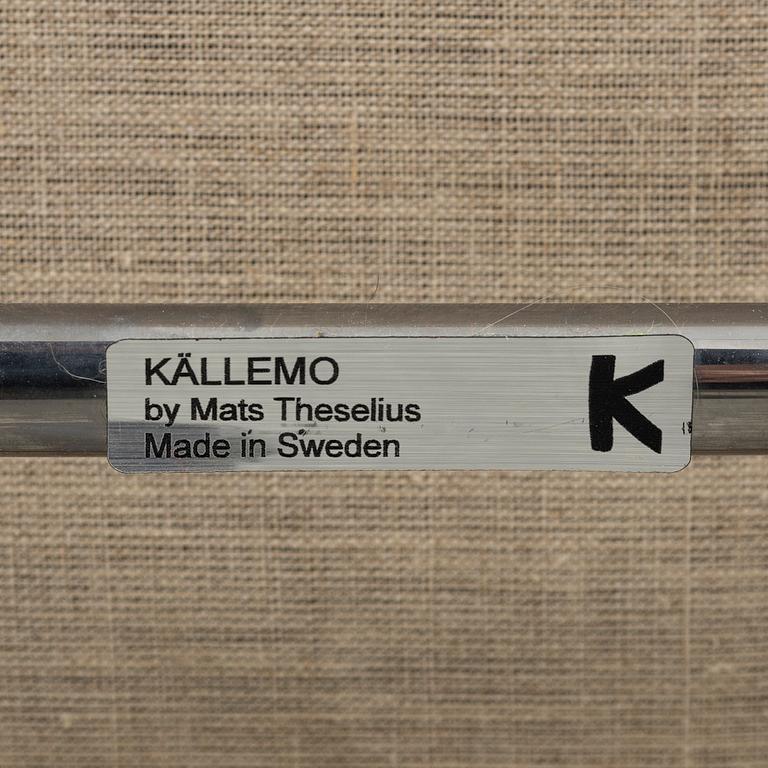 KÄLLEMO
by Mats Theselius
Made in Sweden
K